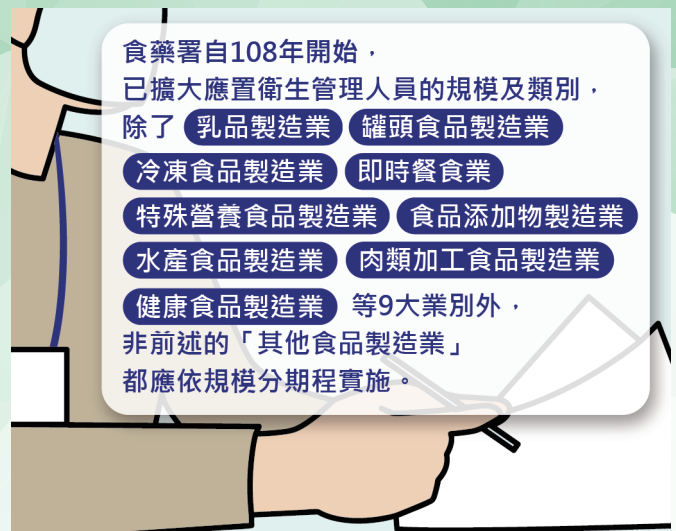 食藥署自108年開始，
已擴大應置衛生管理人員的規模及類別，
除了 乳品製造業 罐頭食品製造業
冷凍食品製造業 即時餐食業
特殊營養食品製造業 食品添加物製造業
水產食品製造業 肉類加工食品製造業
健康食品製造業 等9大業別外，
非前述的「其他食品製造業」
都應依規模分期程實施。